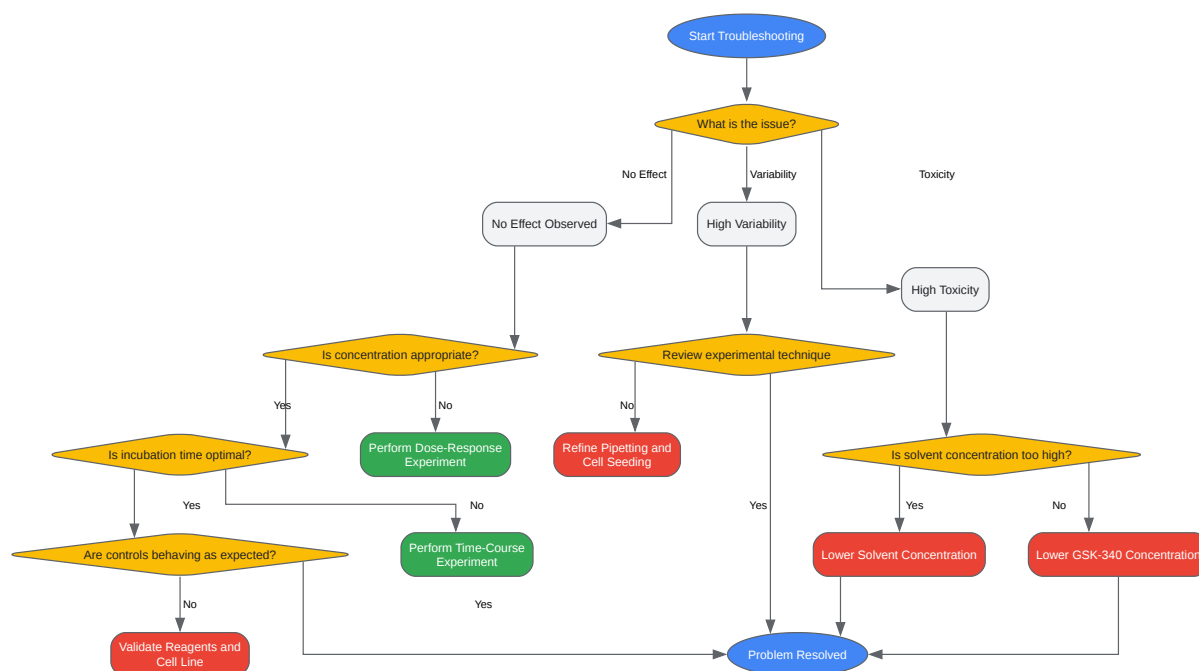 Start Troubleshooting
What is the issue?
No Effect
Variability
Toxicity
No Effect Observed
High Variability
High Toxicity
Is concentration appropriate?
Review experimental technique
Yes
No
No
Is incubation time optimal?
Perform Dose-Response
Experiment
Refine Pipetting and
Cell Seeding
Is solvent concentration too high?
Yes
No
Yes
Yes
No
Are controls behaving as expected?
Perform Time-Course
Experiment
Lower Solvent Concentration
Lower GSK-340 Concentration
No
Yes
Validate Reagents and
Cell Line
Problem Resolved